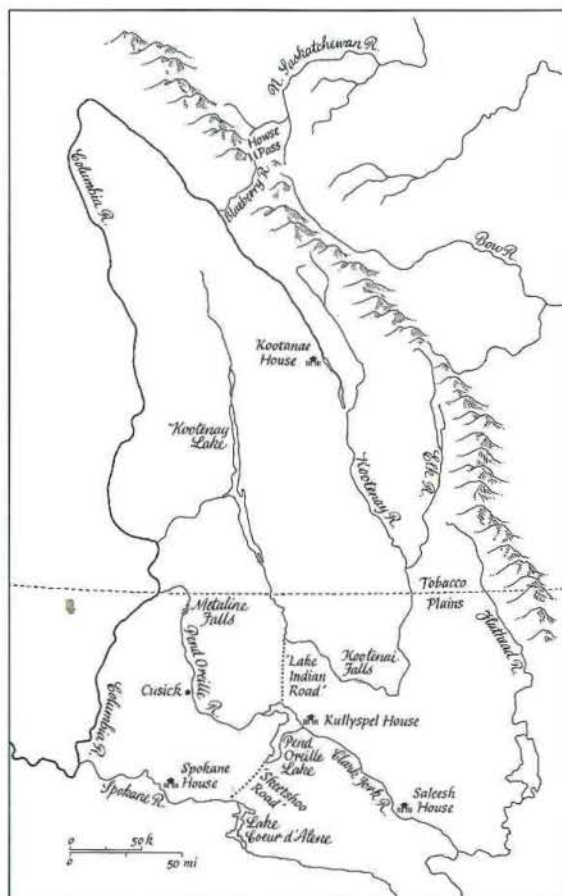 N. Saskatchewan R.
Howse
Pass
Columbia R.
Blaeberry R.
Bow R.
Kootanae
House
Kootenay
Lake
Kootenay R.
Elk R.
Tobacco
Plains
Metaline
Falls
Flathead R.
Pend Oreille R.
'Lake
Indian
Road'
Kootenai
Falls
Cusick
Columbia R.
Kullyspel House
Pend
Oreille
Lake
Clark Fork R.
Spokane
House
'Skeetshoo
Road'
Saleesh
House
Spokane R.
Lake
Coeur d'Alene
0 50 k
0 50 mi